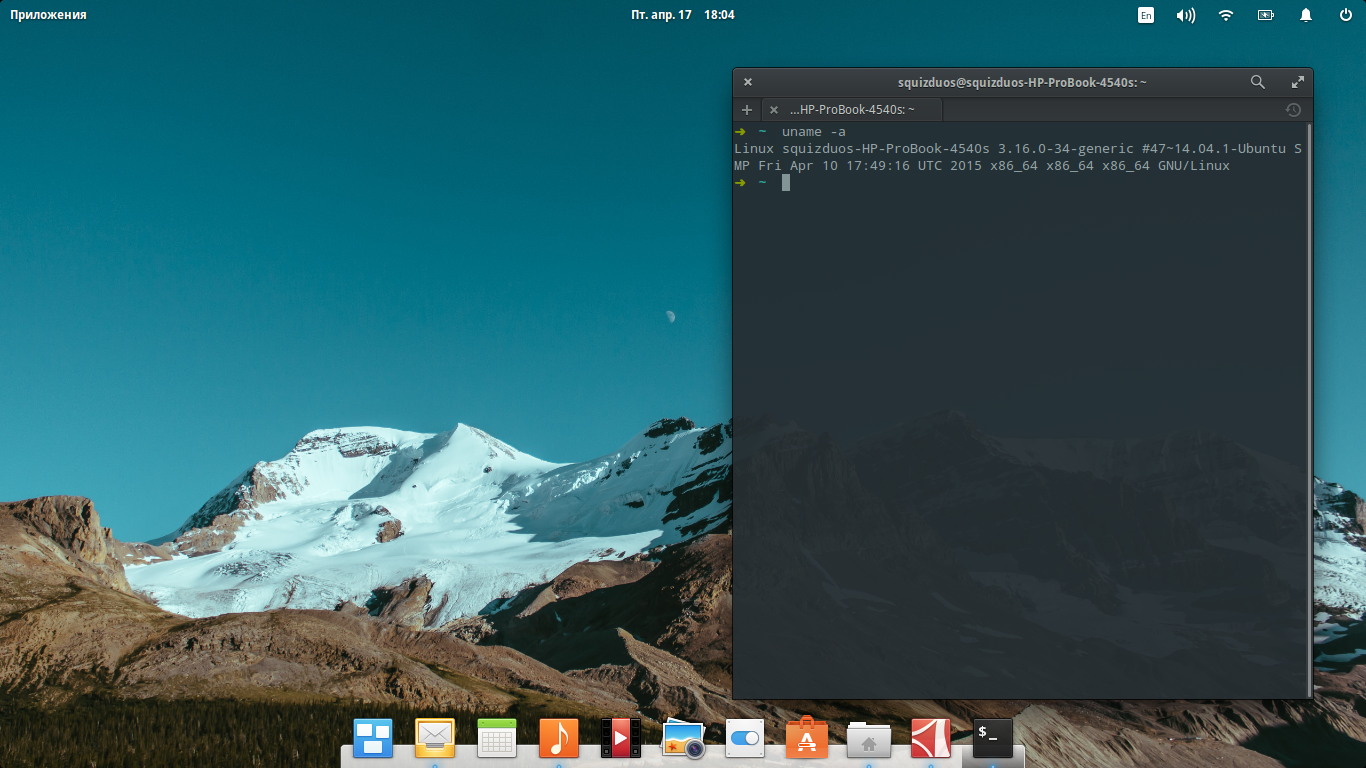 Приложения
Пт. апр. 17 18:04
En
squizduos@squizduos-HP-ProBook-4540s: ~
...HP-ProBook-4540s: ~
➜ ~ uname -a
Linux squizduos-HP-ProBook-4540s 3.16.0-34-generic #47~14.04.1-Ubuntu S
MP Fri Apr 10 17:49:16 UTC 2015 x86_64 x86_64 x86_64 GNU/Linux
➜ ~
$_